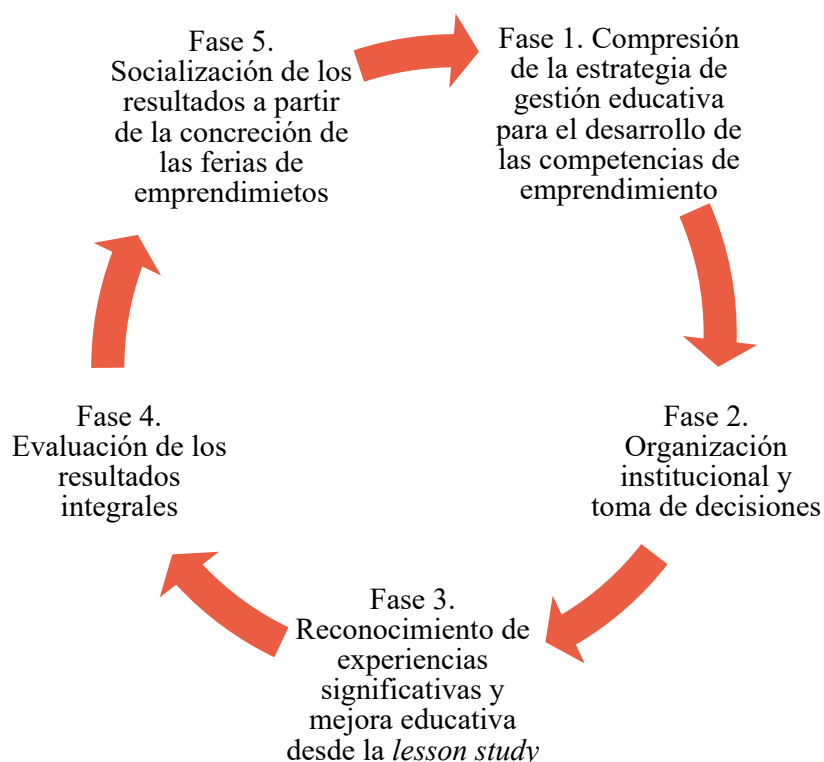 Fase 1. Compresión
de la estrategia de
gestión educativa
para el desarrollo de
las competencias de
emprendimiento
Fase 2.
Organización
institucional y
toma de decisiones
Fase 3.
Reconocimiento de
experiencias
significativas y
mejora educativa
desde la lesson study
Fase 4.
Evaluación de los
resultados
integrales
Fase 5.
Socialización de los
resultados a partir
de la concreción de
las ferias de
emprendimietos